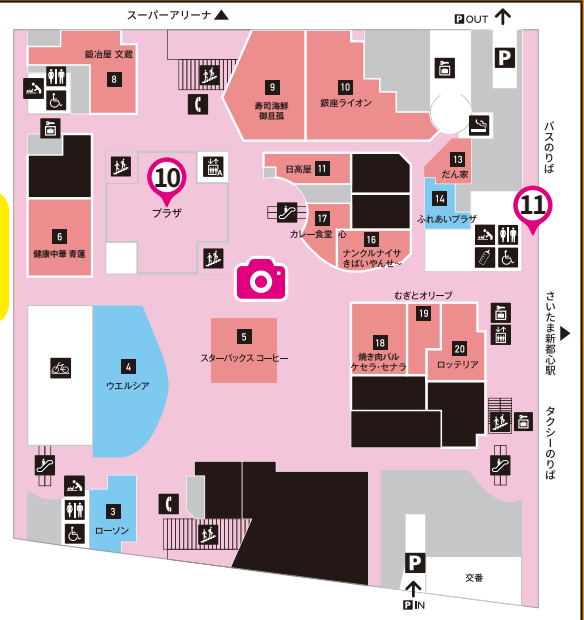 スーパーアリーナ ▲
P OUT
P
鍛冶屋 文蔵
8
9
寿司海鮮
御旦孤
10
銀座ライオン
バスのりば
13
だん家
14
ふれあいプラザ
日高屋 11
A
10
プラザ
11
17
カレー食堂 心
16
ナンクルナイサ
きばいやんせ〜
6
健康中華 青蓮
むぎとオリーブ
19
18
焼き肉バル
ケセラ・セナラ
20
ロッテリア
さいたま新都心駅 ▶
5
スターバックス コーヒー
4
ウエルシア
タクシーのりば
3
ローソン
P
交番
P IN